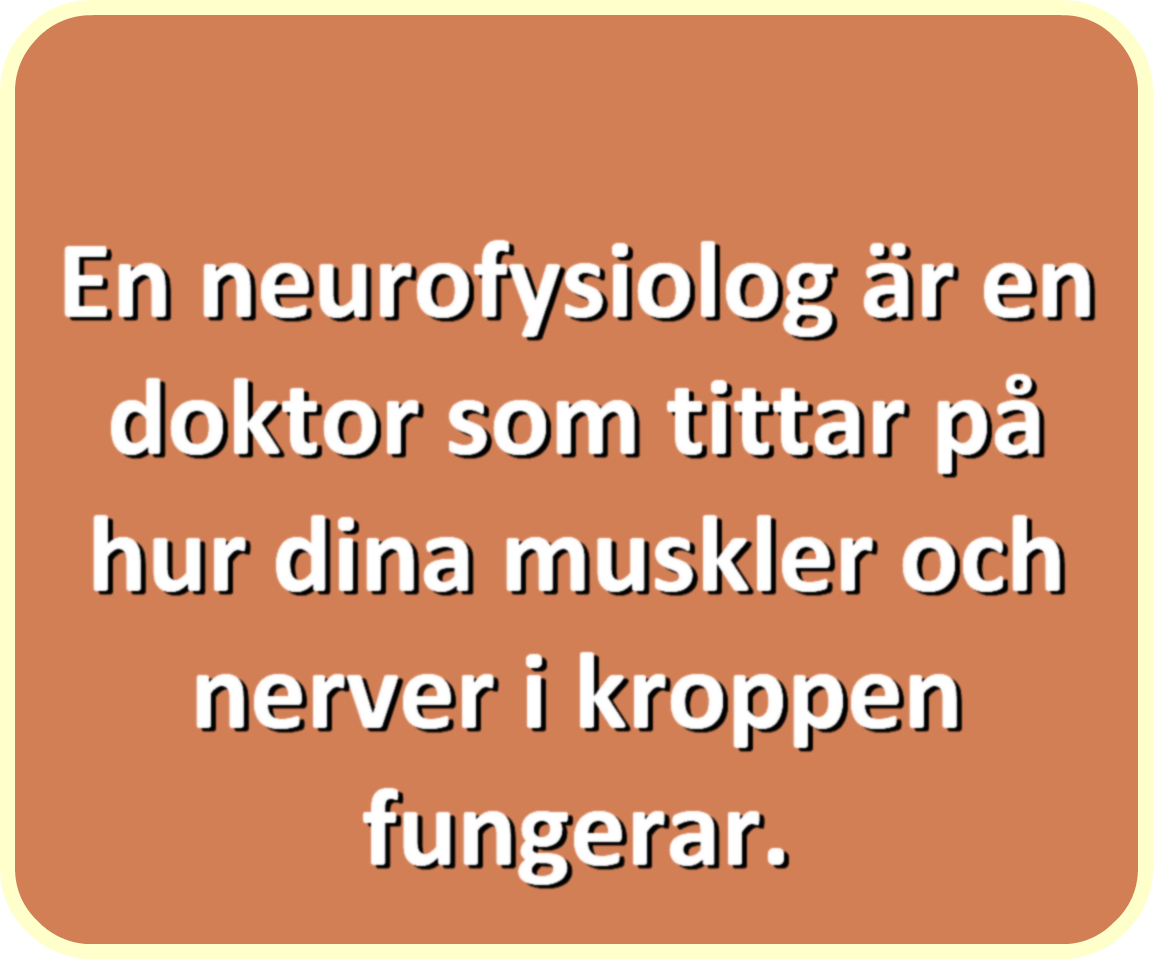 En neurofysiolog är en
doktor som tittar på
hur dina muskler och
nerver i kroppen
fungerar.